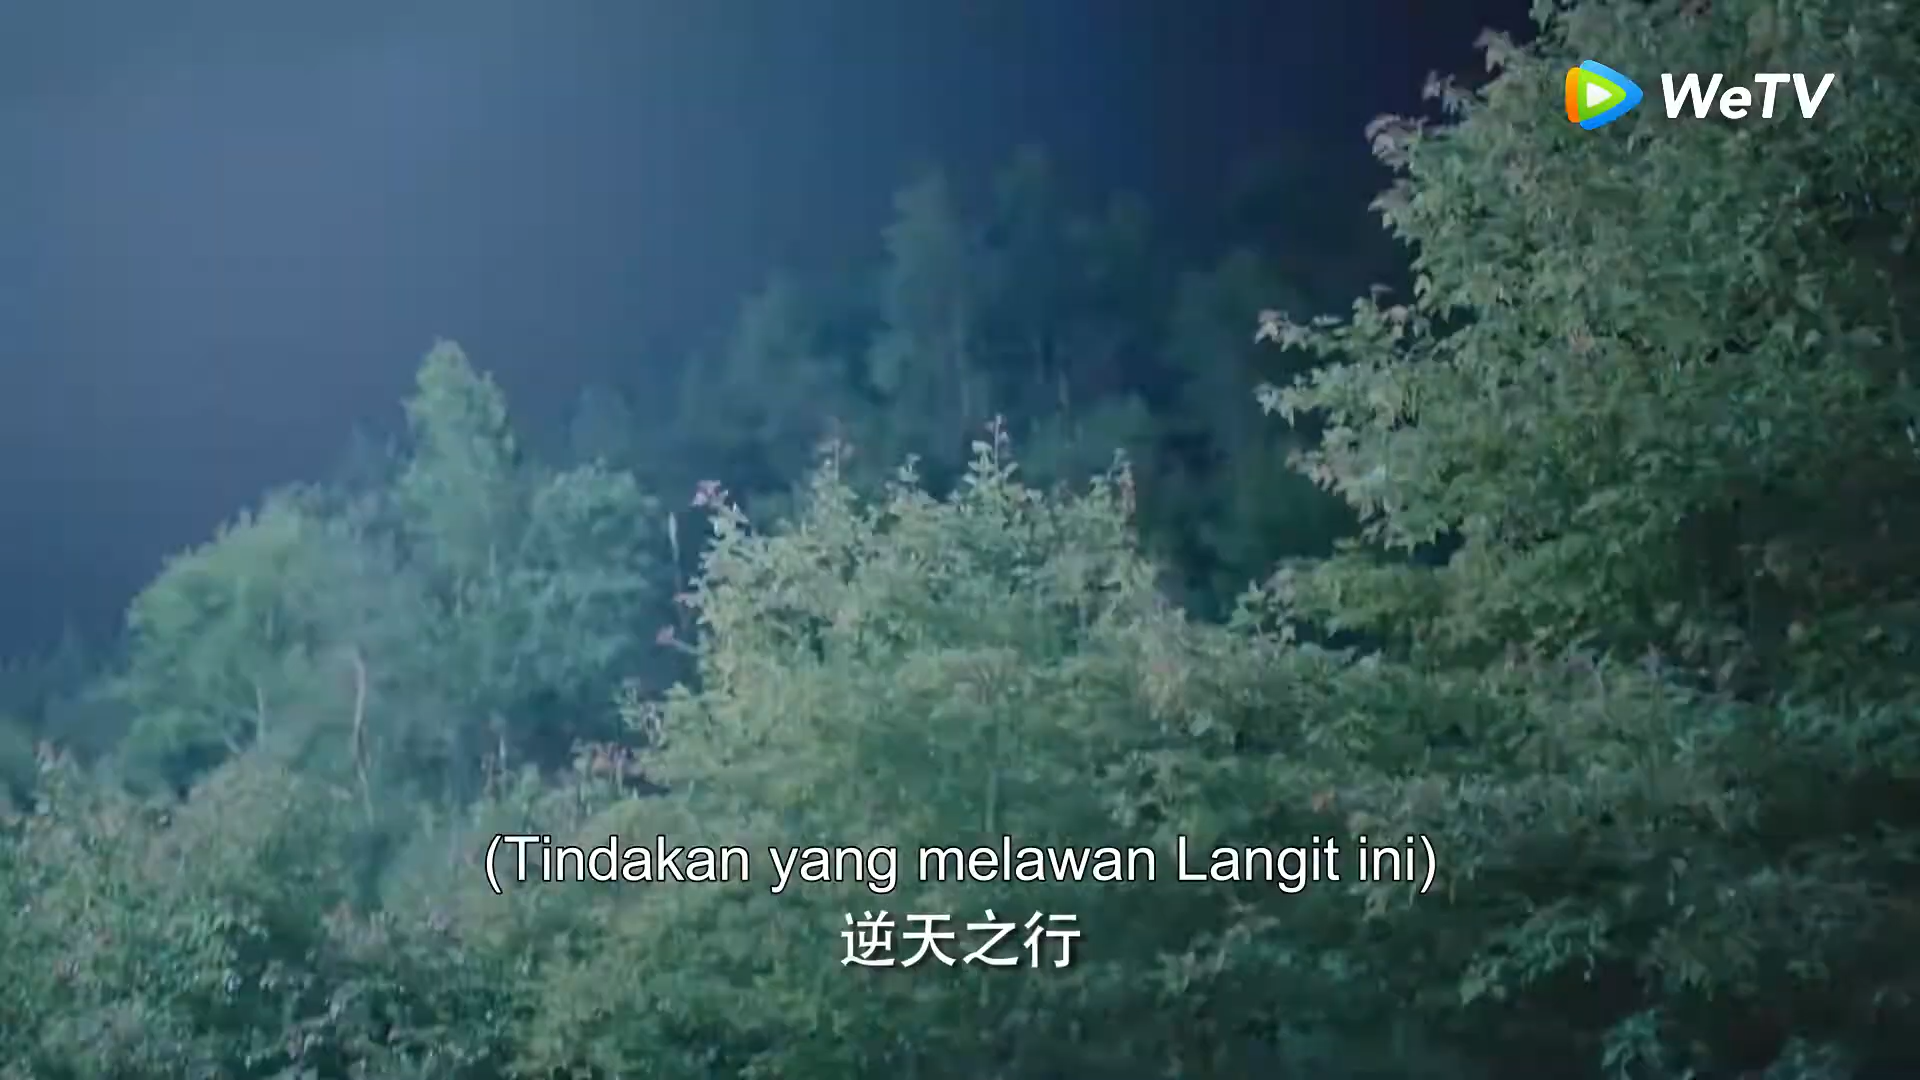 WeTV
(Tindakan yang melawan Langit ini)
逆天之行